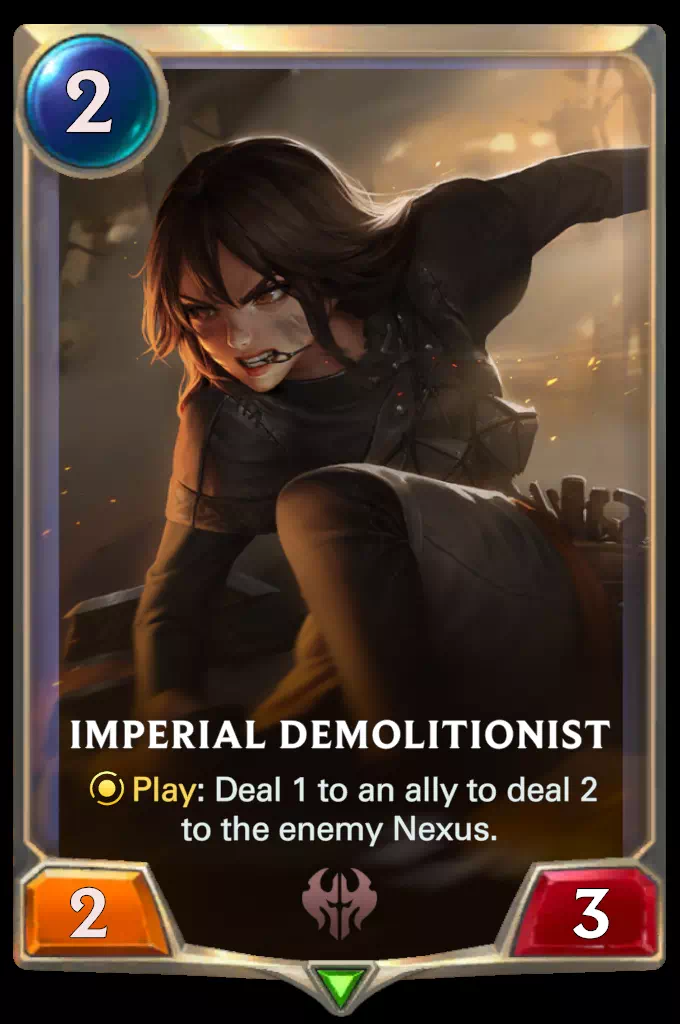 2
IMPERIAL DEMOLITIONIST
Play: Deal 1 to an ally to deal 2
to the enemy Nexus.
2
3